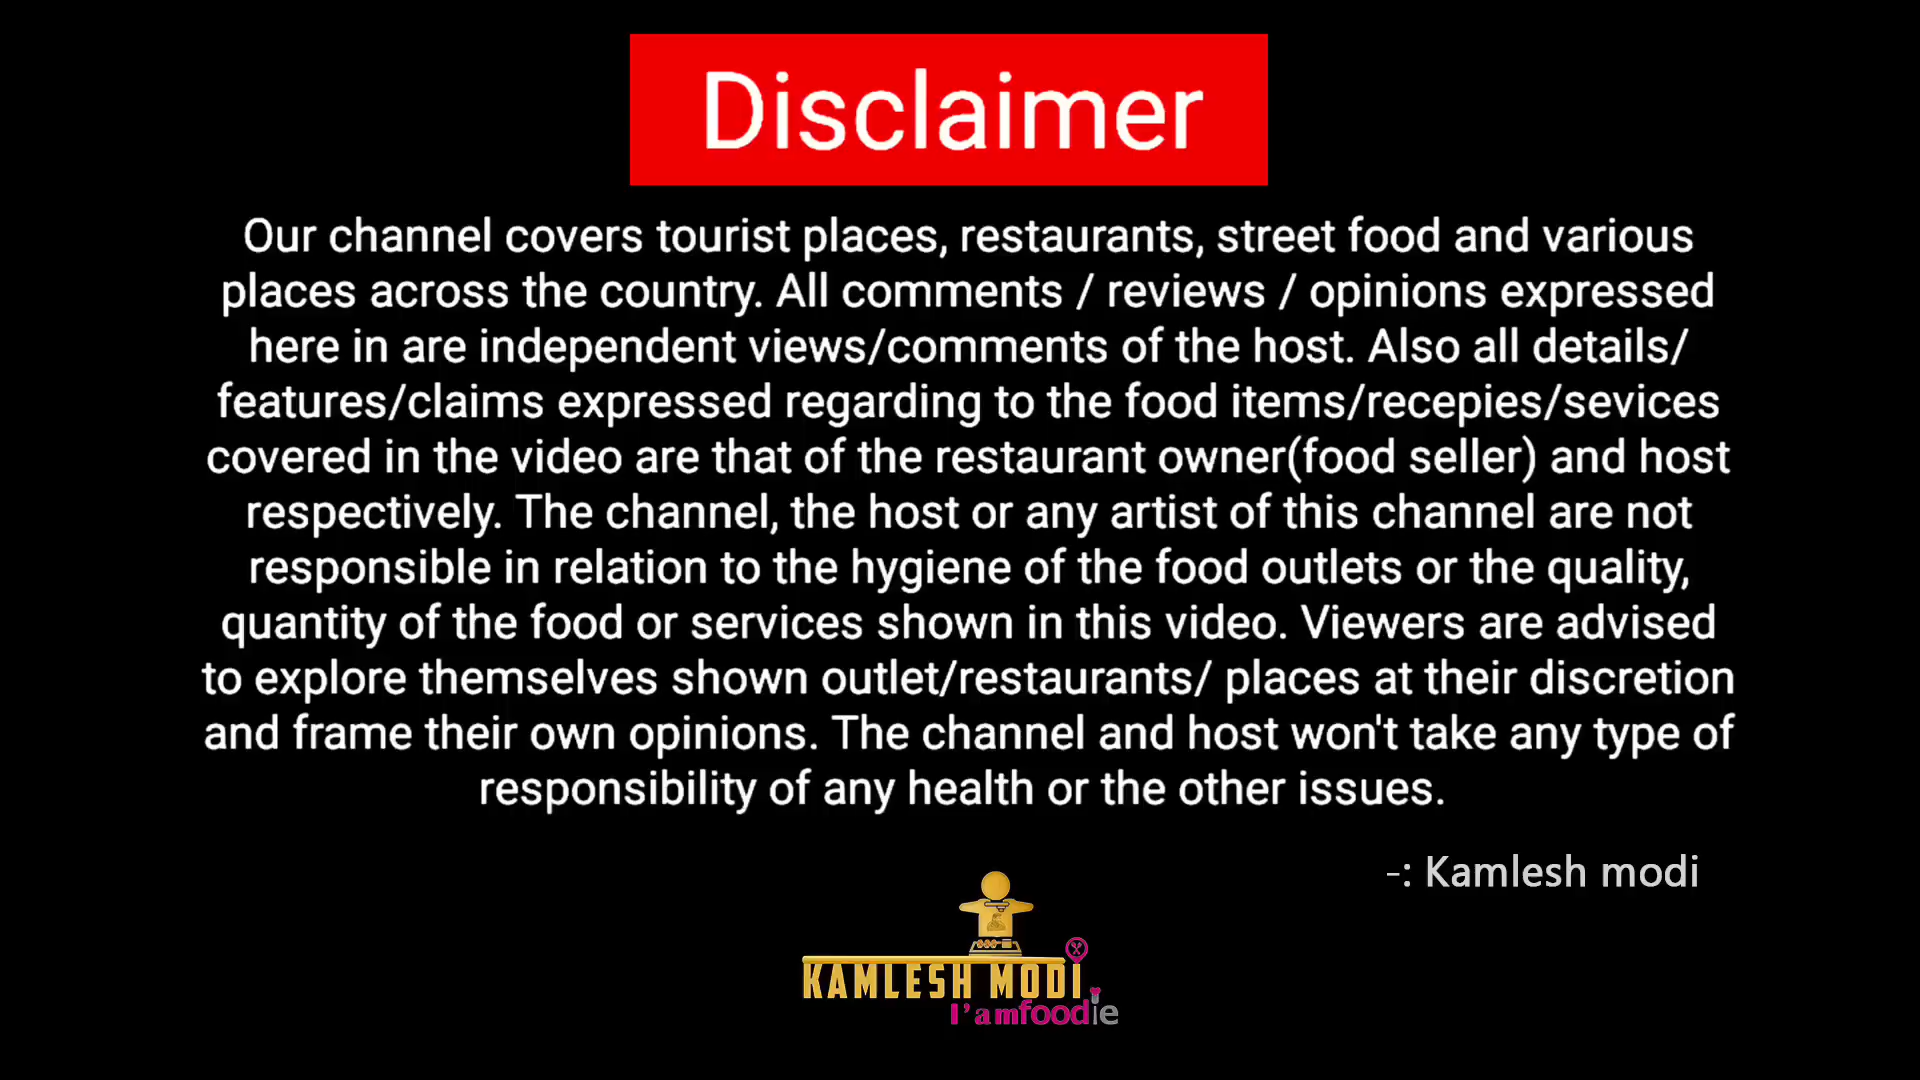 Disclaimer
Our channel covers tourist places, restaurants, street food and various
places across the country. All comments / reviews / opinions expressed
here in are independent views/comments of the host. Also all details/
features/claims expressed regarding to the food items/recepies/sevices
covered in the video are that of the restaurant owner(food seller) and host
respectively. The channel, the host or any artist of this channel are not
responsible in relation to the hygiene of the food outlets or the quality,
quantity of the food or services shown in this video. Viewers are advised
to explore themselves shown outlet/restaurants/ places at their discretion
and frame their own opinions. The channel and host won't take any type of
responsibility of any health or the other issues.
-: Kamlesh modi
KAMLESH MODI
I'amfoodie